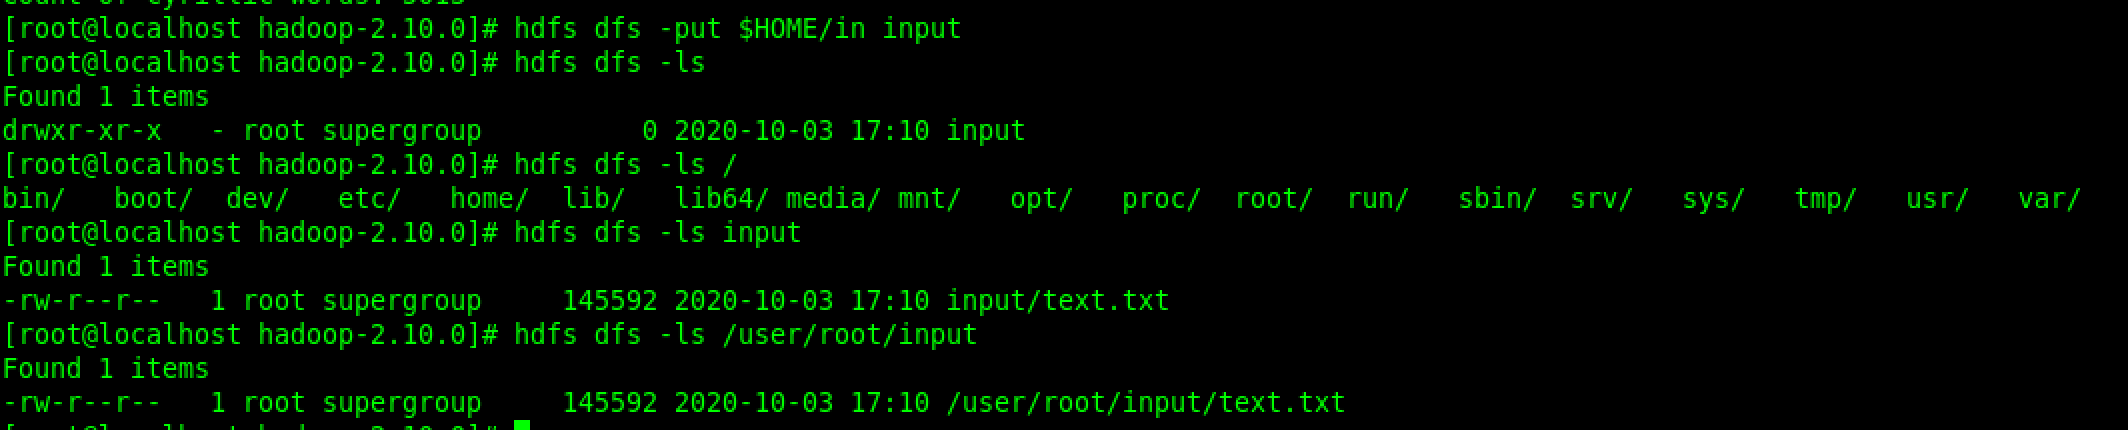 [root@localhost hadoop-2.10.0]# hdfs dfs -put $HOME/in input
[root@localhost hadoop-2.10.0]# hdfs dfs -ls
Found 1 items
drwxr-xr-x   - root supergroup          0 2020-10-03 17:10 input
[root@localhost hadoop-2.10.0]# hdfs dfs -ls /
bin/   boot/  dev/   etc/   home/  lib/   lib64/ media/ mnt/   opt/   proc/  root/  run/   sbin/  srv/   sys/   tmp/   usr/   var/
[root@localhost hadoop-2.10.0]# hdfs dfs -ls input
Found 1 items
-rw-r--r--   1 root supergroup     145592 2020-10-03 17:10 input/text.txt
[root@localhost hadoop-2.10.0]# hdfs dfs -ls /user/root/input
Found 1 items
-rw-r--r--   1 root supergroup     145592 2020-10-03 17:10 /user/root/input/text.txt
[root@localhost hadoop-2.10.0]#